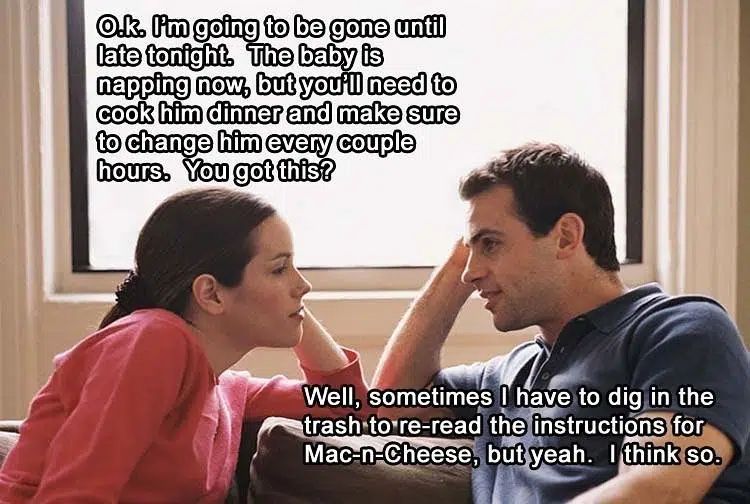 O.k. I'm going to be gone until
late tonight. The baby is
napping now, but you'll need to
cook him dinner and make sure
to change him every couple
hours. You got this?
Well, sometimes I have to dig in the
trash to re-read the instructions for
Mac-n-Cheese, but yeah. I think so.